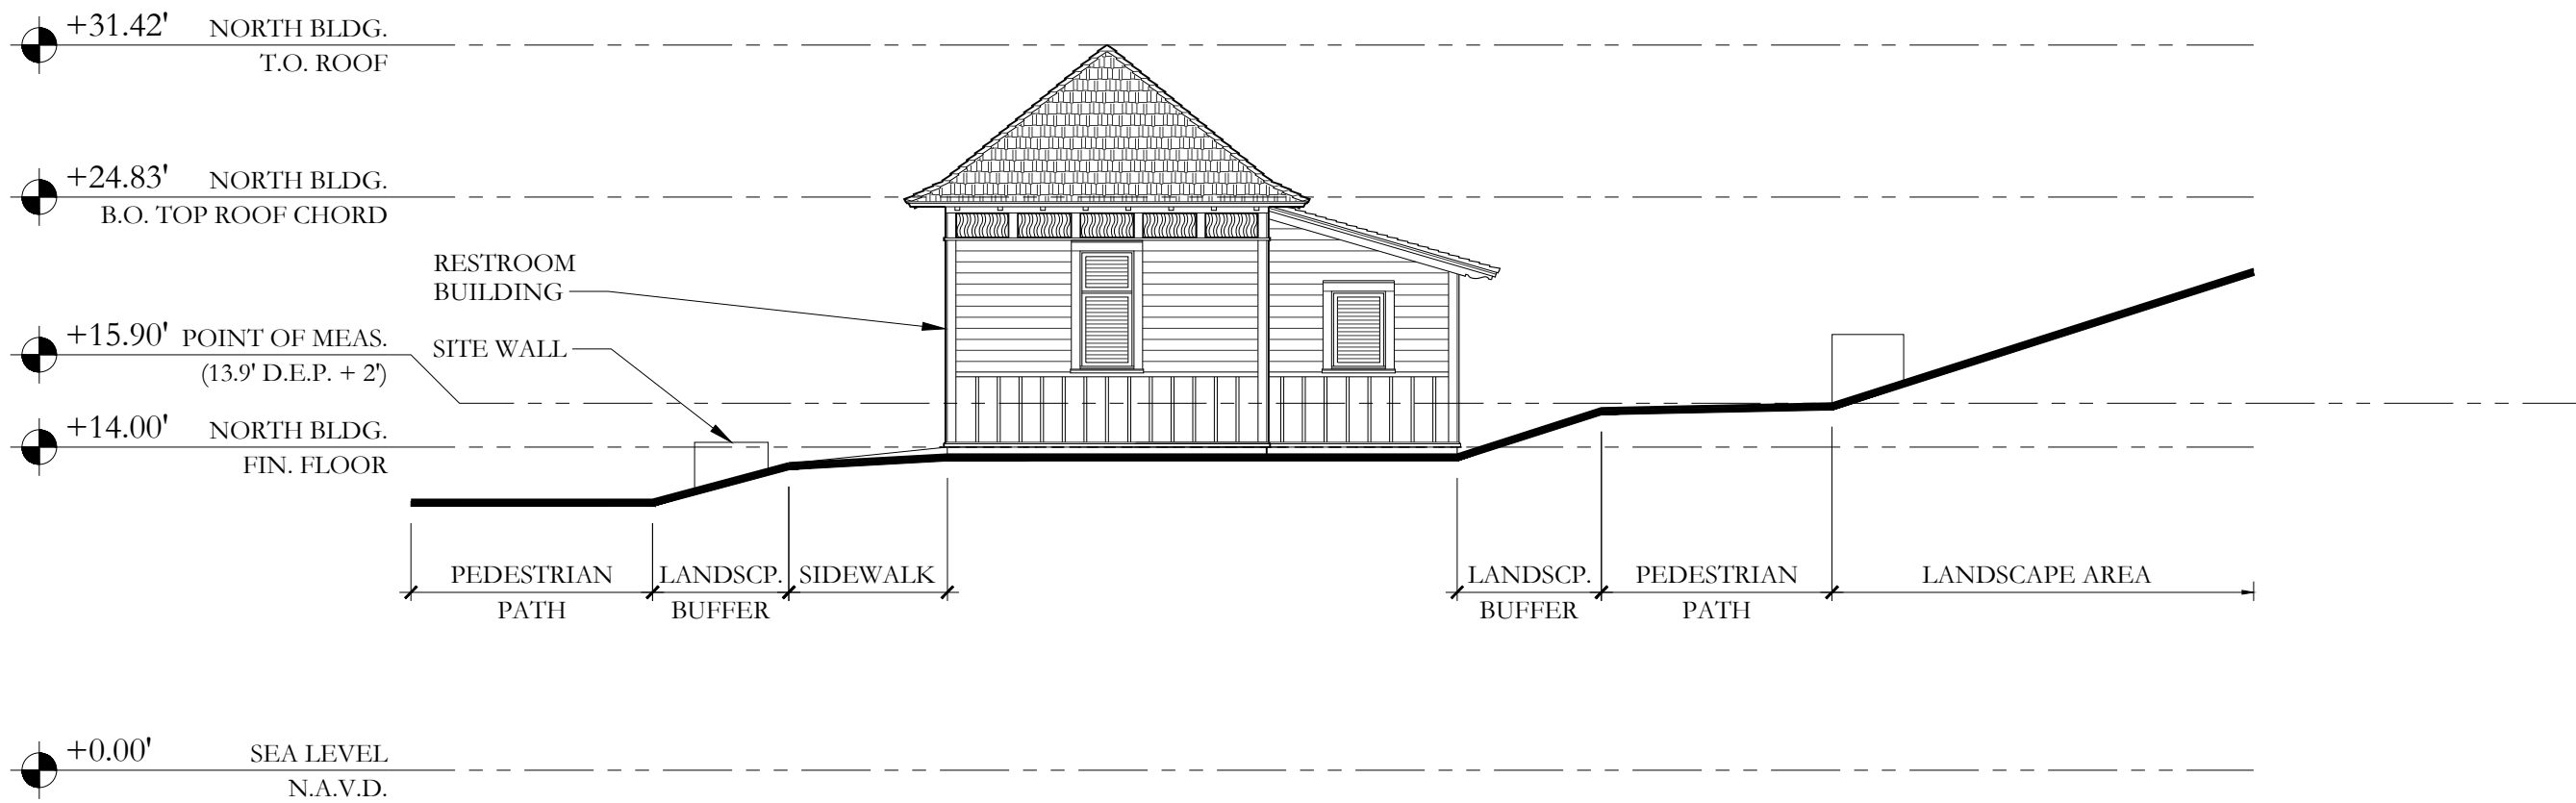 +31.42' NORTH BLDG.
T.O. ROOF
+24.83' NORTH BLDG.
B.O. TOP ROOF CHORD
RESTROOM
BUILDING
+15.90' POINT OF MEAS.
(13.9' D.E.P. + 2')
SITE WALL
+14.00' NORTH BLDG.
FIN. FLOOR
PEDESTRIAN
PATH
LANDSCP.
BUFFER
SIDEWALK
LANDSCP.
BUFFER
PEDESTRIAN
PATH
LANDSCAPE AREA
+0.00' SEA LEVEL
N.A.V.D.